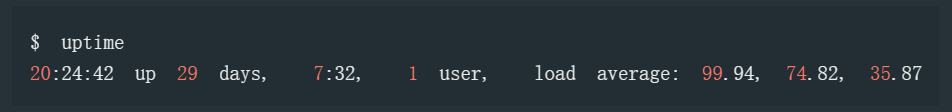 $ uptime
20:24:42 up 29 days, 7:32, 1 user, load average: 99.94, 74.82, 35.87